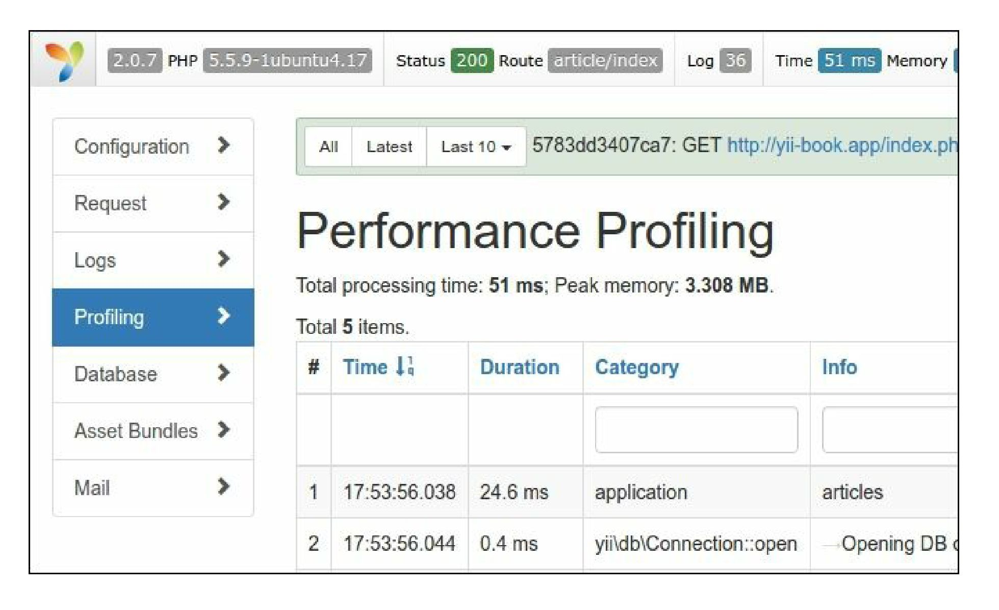 2.0.7 PHP 5.5.9-1ubuntu4.17 Status 200 Route article/index Log 36 Time 51 ms Memory
Configuration
Request
Logs
Profiling
Database
Asset Bundles
Mail
All Latest Last 10 5783dd3407ca7: GET http://yii-book.app/index.ph
Performance Profiling
Total processing time: 51 ms; Peak memory: 3.308 MB.
Total 5 items.
# Time Duration Category Info
1 17:53:56.038 24.6 ms application articles
2 17:53:56.044 0.4 ms yii\db\Connection::open →Opening DB